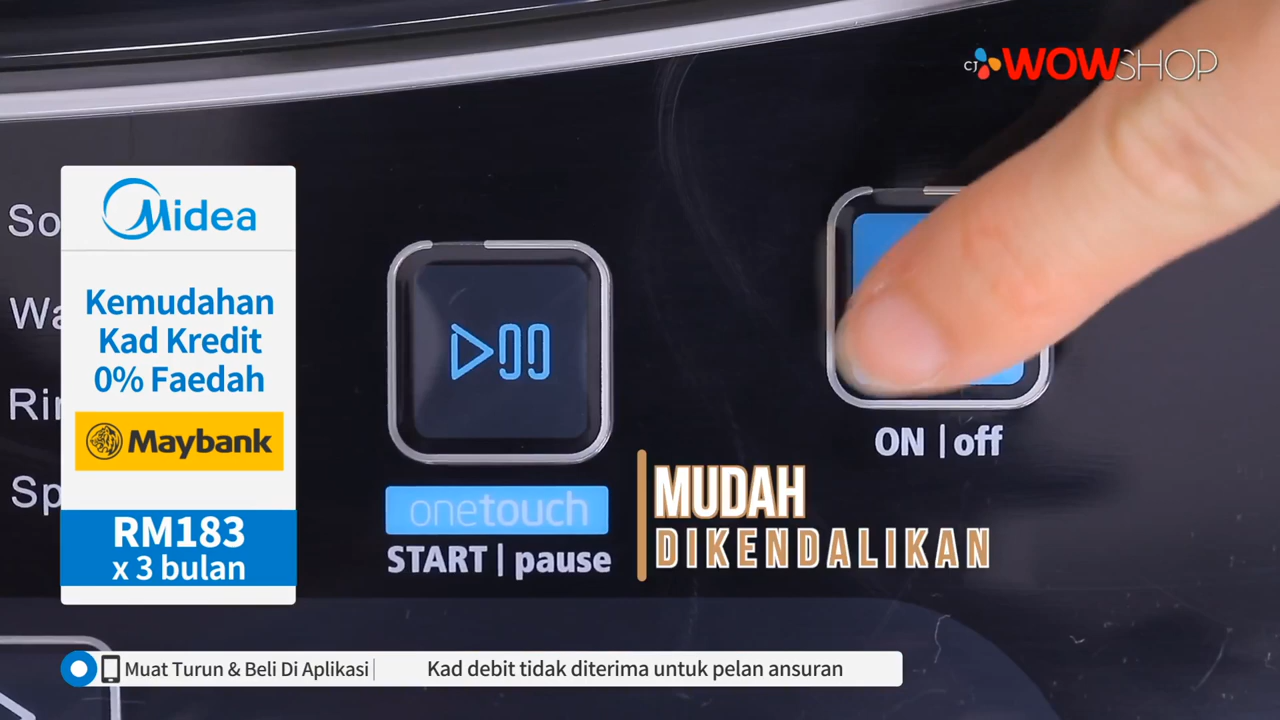 CJ WOWSHOP
Midea
Kemudahan
Kad Kredit
0% Faedah
Maybank
RM183
x 3 bulan
onetouch
START | pause
ON | off
MUDAH
DIKENDALIKAN
Muat Turun & Beli Di Aplikasi
Kad debit tidak diterima untuk pelan ansuran